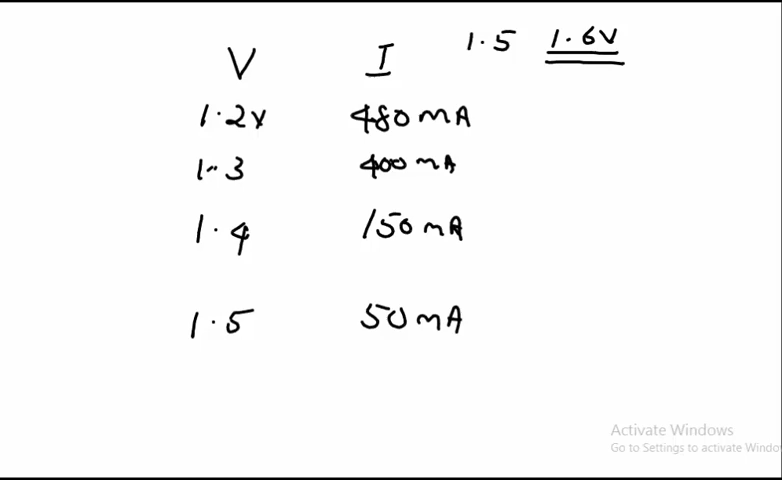 V I 1.5 1.6V
1.2V 480mA
1.3 400mA
1.4 150mA
1.5 50mA
Activate Windows
Go to Settings to activate Windo